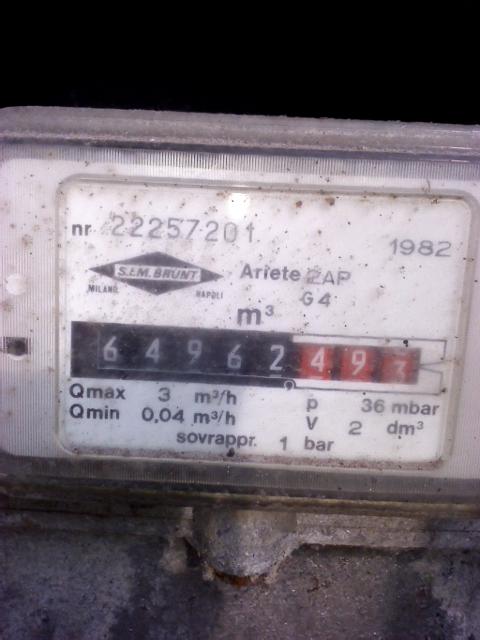 nr 22257201
1982
S.I.M. BRUNT
MILANO NAPOLI
Ariete 2AP
G4
m³
64962493
Qmax 3 m³/h
Qmin 0,04 m³/h
p 36 mbar
V 2 dm³
sovrappr. 1 bar